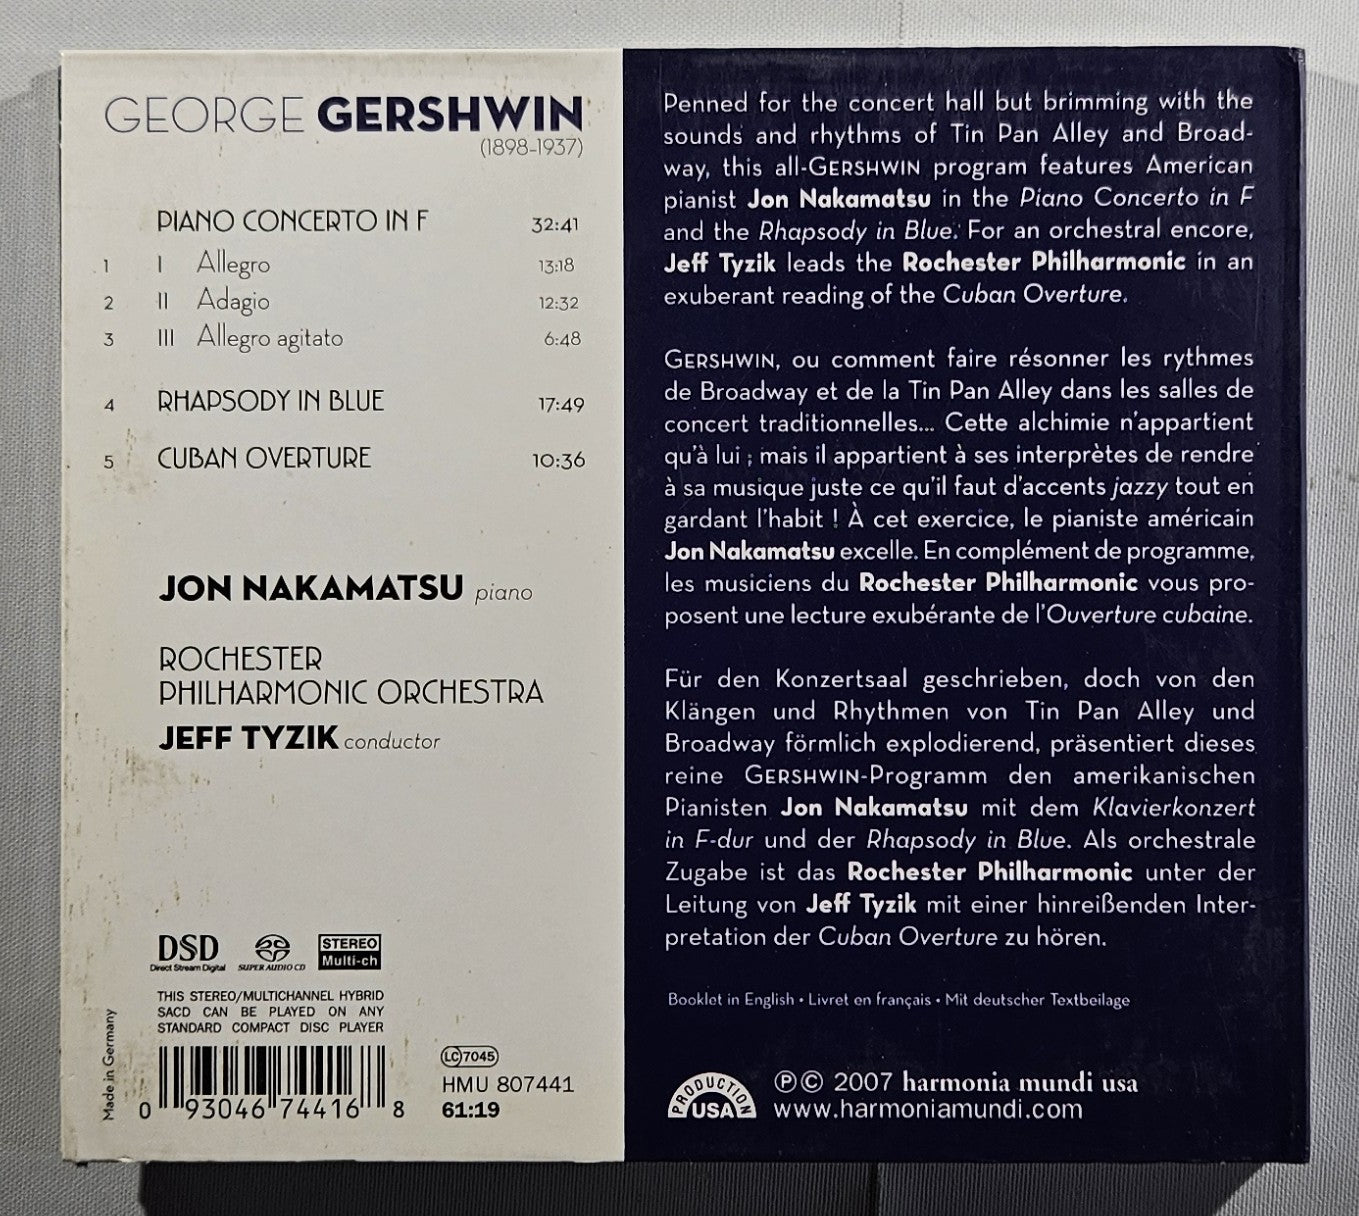 GEORGE GERSHWIN
(1898-1937)
PIANO CONCERTO IN F 32:41
1 I Allegro 13:18
2 II Adagio 12:32
3 III Allegro agitato 6:48
4 RHAPSODY IN BLUE 17:49
5 CUBAN OVERTURE 10:36
JON NAKAMATSU piano
ROCHESTER
PHILHARMONIC ORCHESTRA
JEFF TYZIK conductor
DSD
Direct Stream Digital
SUPER AUDIO CD
STEREO
Multi-ch
THIS STEREO/MULTICHANNEL HYBRID
SACD CAN BE PLAYED ON ANY
STANDARD COMPACT DISC PLAYER
Made in Germany
0 93046 74416 8
LC 7045
HMU 807441
61:19
Penned for the concert hall but brimming with the
sounds and rhythms of Tin Pan Alley and Broad-
way, this all-GERSHWIN program features American
pianist Jon Nakamatsu in the Piano Concerto in F
and the Rhapsody in Blue. For an orchestral encore,
Jeff Tyzik leads the Rochester Philharmonic in an
exuberant reading of the Cuban Overture.
GERSHWIN, ou comment faire résonner les rythmes
de Broadway et de la Tin Pan Alley dans les salles de
concert traditionnelles... Cette alchimie n'appartient
qu'à lui ; mais il appartient à ses interprètes de rendre
à sa musique juste ce qu'il faut d'accents jazzy tout en
gardant l'habit ! À cet exercice, le pianiste américain
Jon Nakamatsu excelle. En complément de programme,
les musiciens du Rochester Philharmonic vous pro-
posent une lecture exubérante de l'Ouverture cubaine.
Für den Konzertsaal geschrieben, doch von den
Klängen und Rhythmen von Tin Pan Alley und
Broadway förmlich explodierend, präsentiert dieses
reine GERSHWIN-Programm den amerikanischen
Pianisten Jon Nakamatsu mit dem Klavierkonzert
in F-dur und der Rhapsody in Blue. Als orchestrale
Zugabe ist das Rochester Philharmonic unter der
Leitung von Jeff Tyzik mit einer hinreißenden Inter-
pretation der Cuban Overture zu hören.
Booklet in English • Livret en français • Mit deutscher Textbeilage
PRODUCTION
USA
℗ © 2007 harmonia mundi usa
www.harmoniamundi.com